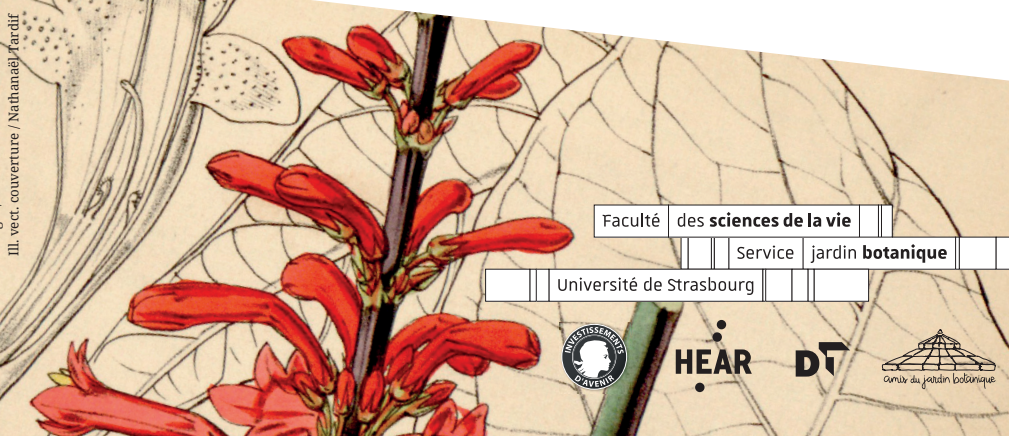 Ill. vect. couverture / Nathanaël Tardif
Faculté des sciences de la vie
Service jardin botanique
Université de Strasbourg
INVESTISSEMENTS
D'AVENIR
HEAR
DT
amis du jardin botanique